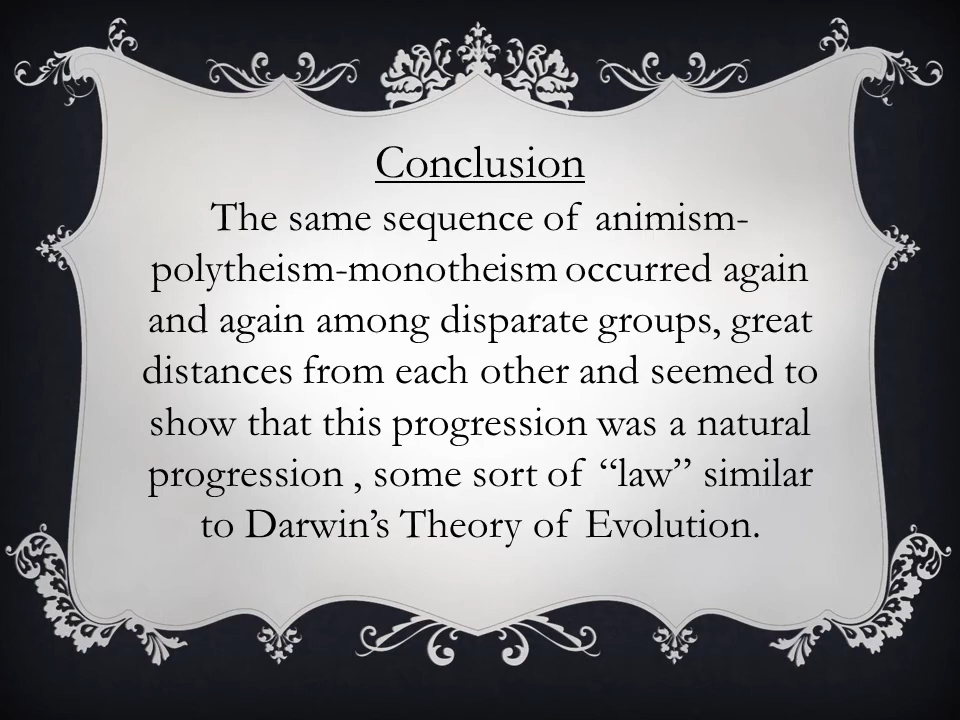 Conclusion
The same sequence of animism-
polytheism-monotheism occurred again
and again among disparate groups, great
distances from each other and seemed to
show that this progression was a natural
progression , some sort of “law” similar
to Darwin’s Theory of Evolution.